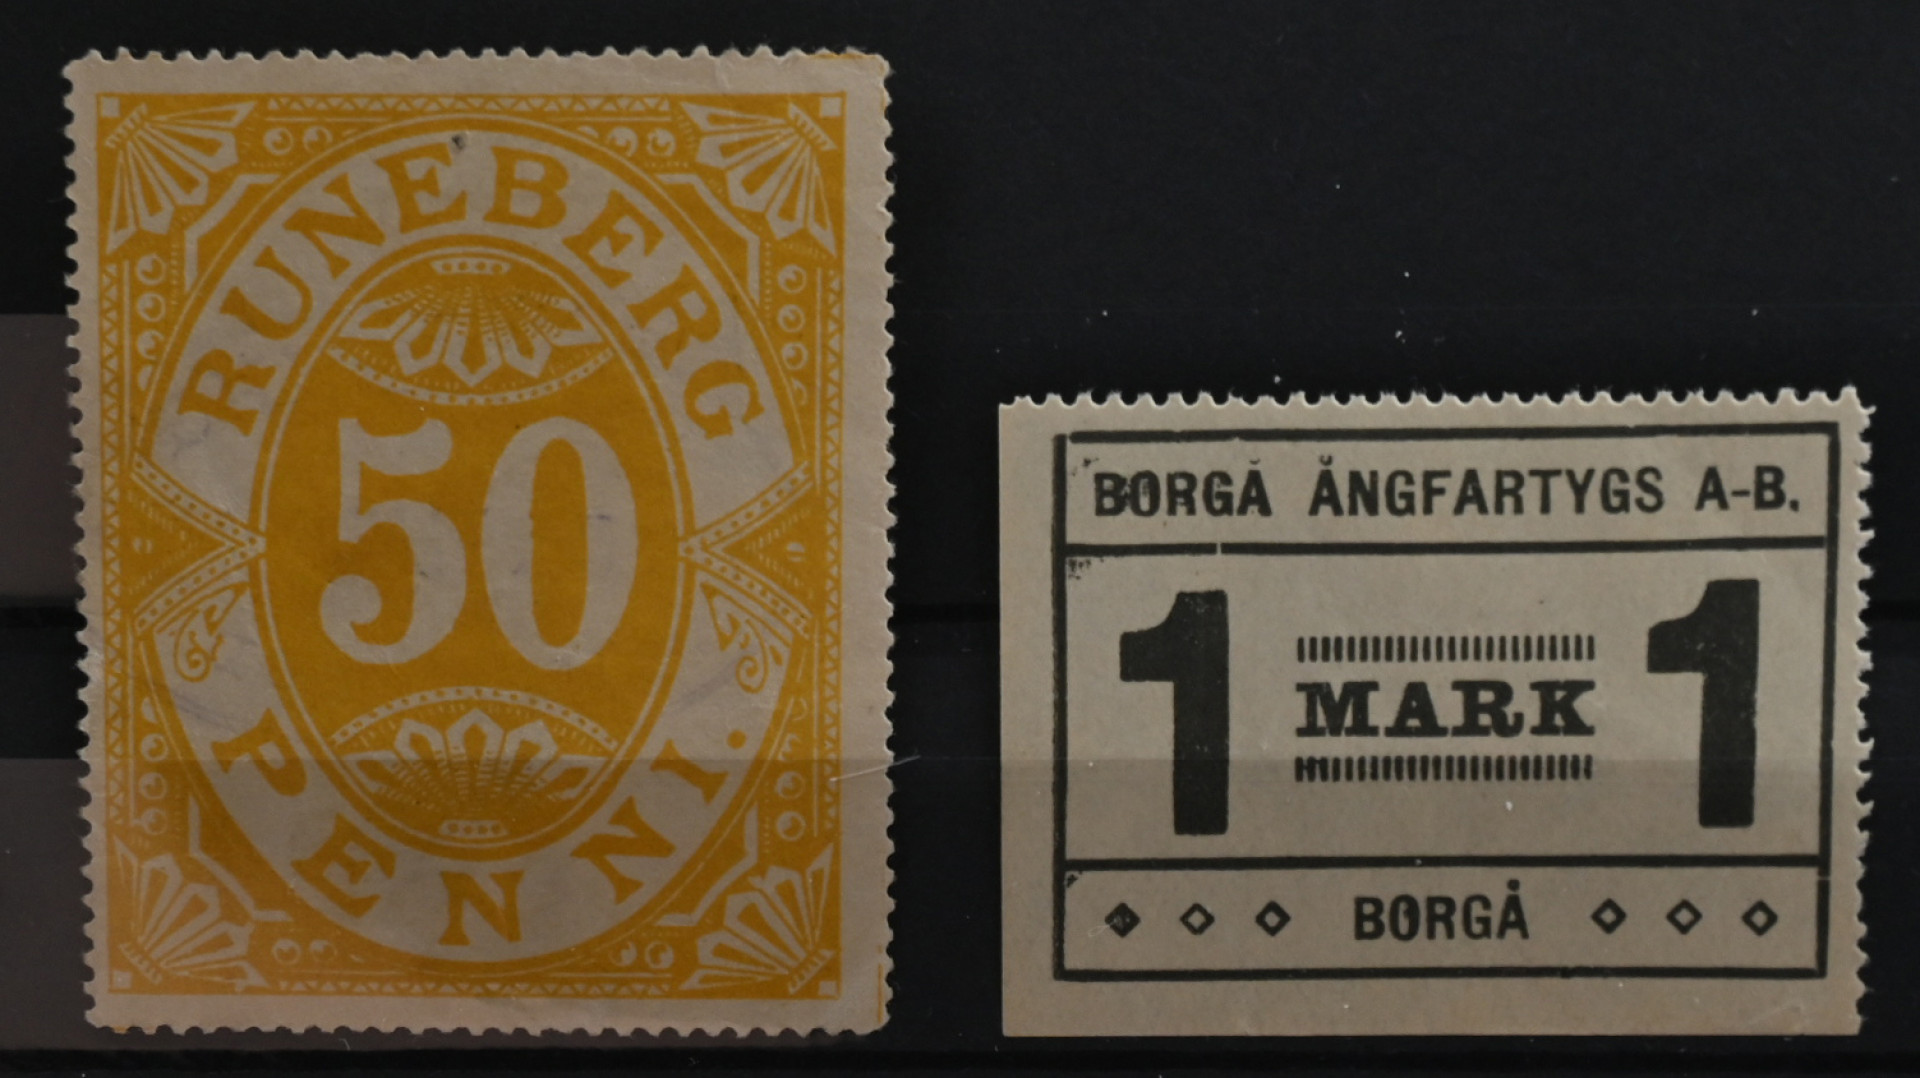 RUNEBERG
50
PENNI.
BORGÅ ÅNGFARTYGS A-B.
1 MARK 1
BORGÅ